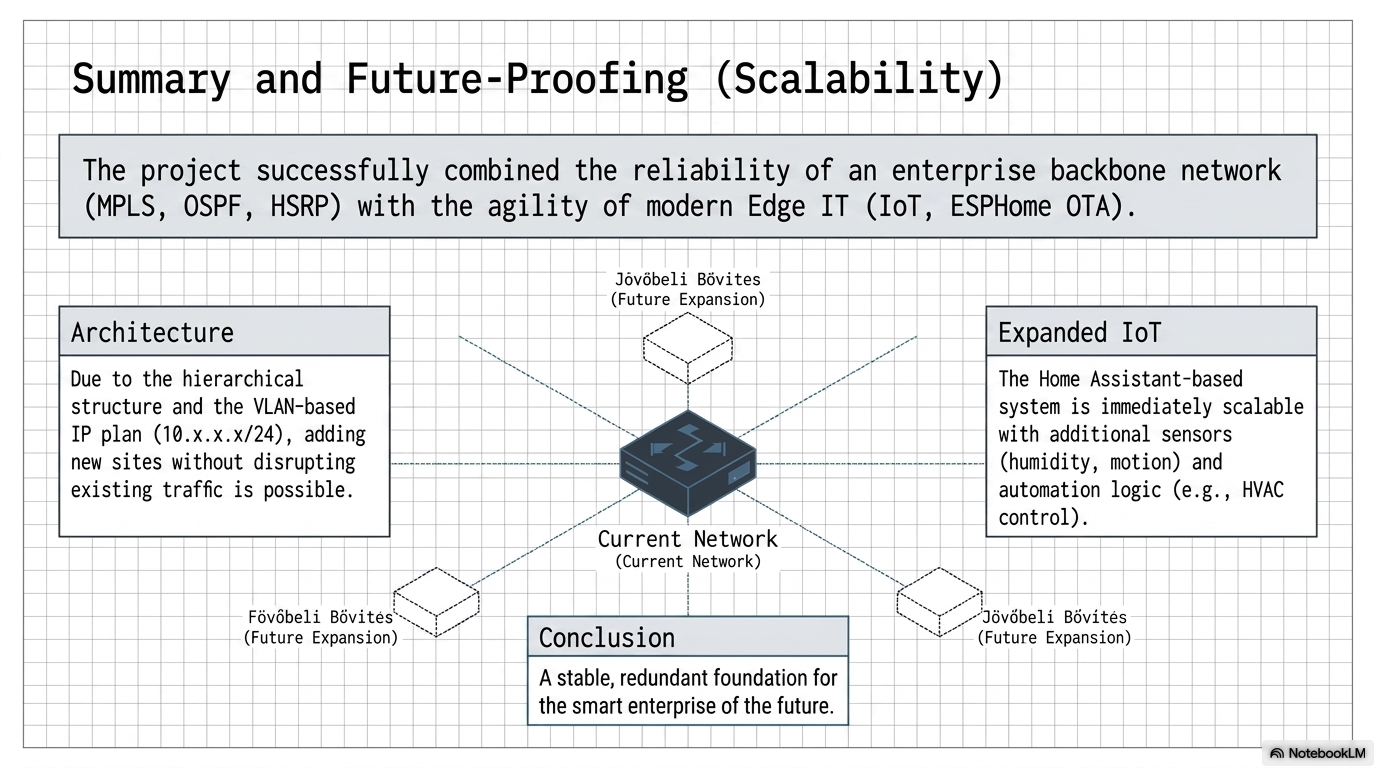 Summary and Future-Proofing (Scalability)
The project successfully combined the reliability of an enterprise backbone network
(MPLS, OSPF, HSRP) with the agility of modern Edge IT (IoT, ESPHome OTA).
Jövőbeli Bővítes
(Future Expansion)
Architecture
Due to the hierarchical
structure and the VLAN-based
IP plan (10.x.x.x/24), adding
new sites without disrupting
existing traffic is possible.
Expanded IoT
The Home Assistant-based
system is immediately scalable
with additional sensors
(humidity, motion) and
automation logic (e.g., HVAC
control).
Current Network
(Current Network)
Fövőbeli Bővítés
(Future Expansion)
Jövőbeli Bővítés
(Future Expansion)
Conclusion
A stable, redundant foundation for
the smart enterprise of the future.
NotebookLM